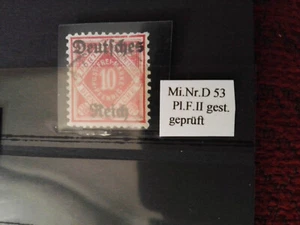 Deutsches
10
Reich
Mi.Nr.D 53
Pl.F.II gest.
geprüft